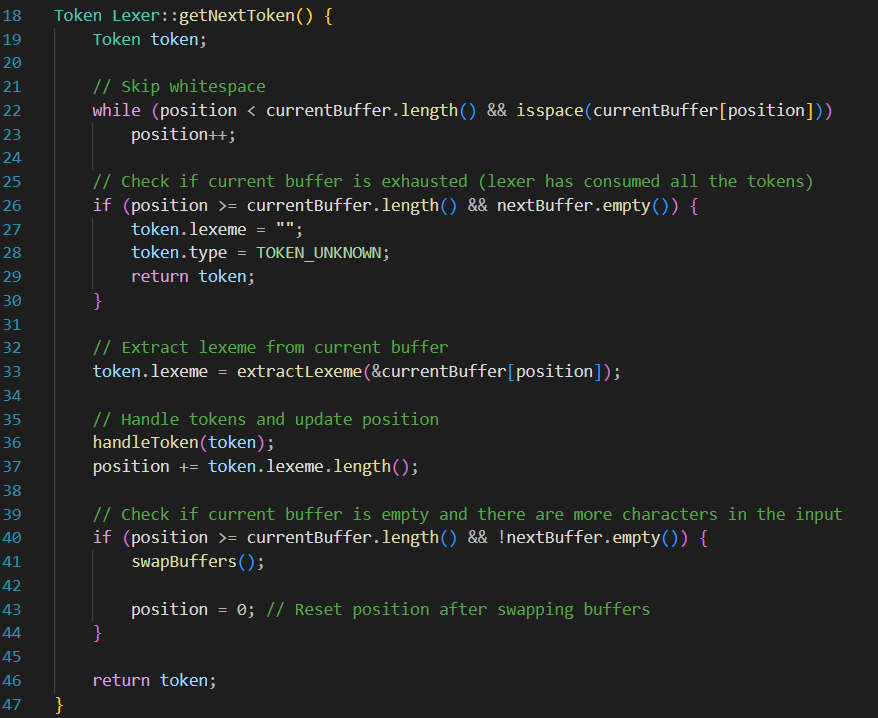 18 Token Lexer::getNextToken() {
19     Token token;
20
21     // Skip whitespace
22     while (position < currentBuffer.length() && isspace(currentBuffer[position]))
23         position++;
24
25     // Check if current buffer is exhausted (lexer has consumed all the tokens)
26     if (position >= currentBuffer.length() && nextBuffer.empty()) {
27         token.lexeme = "";
28         token.type = TOKEN_UNKNOWN;
29         return token;
30     }
31
32     // Extract lexeme from current buffer
33     token.lexeme = extractLexeme(&currentBuffer[position]);
34
35     // Handle tokens and update position
36     handleToken(token);
37     position += token.lexeme.length();
38
39     // Check if current buffer is empty and there are more characters in the input
40     if (position >= currentBuffer.length() && !nextBuffer.empty()) {
41         swapBuffers();
42
43         position = 0; // Reset position after swapping buffers
44     }
45
46     return token;
47 }